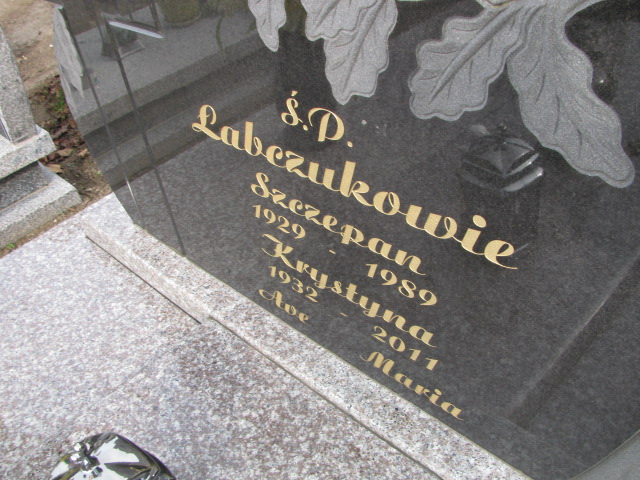 ś.P.
Łabczukowie
Szczepan
1929 - 1989
Krystyna
1932 - 2011
Ave Maria